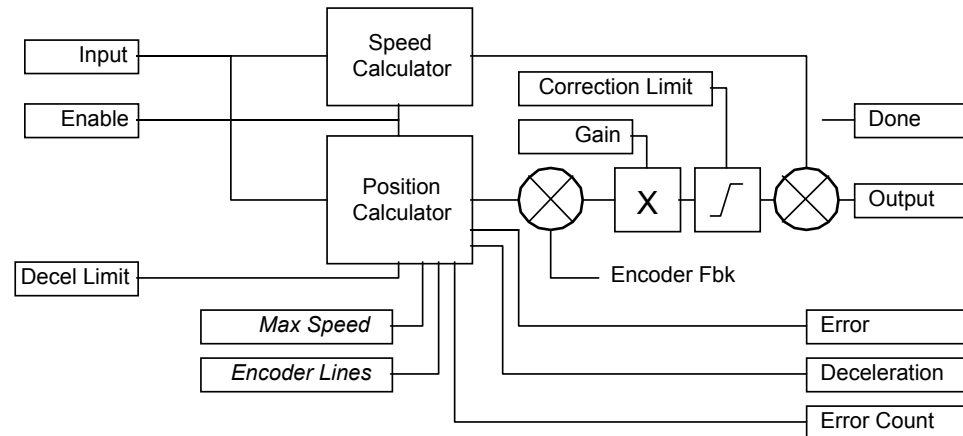 Speed
Calculator
Input
Correction Limit
Enable
Done
Gain
Position
Calculator
X
Output
Decel Limit
Encoder Fbk
Max Speed
Error
Encoder Lines
Deceleration
Error Count